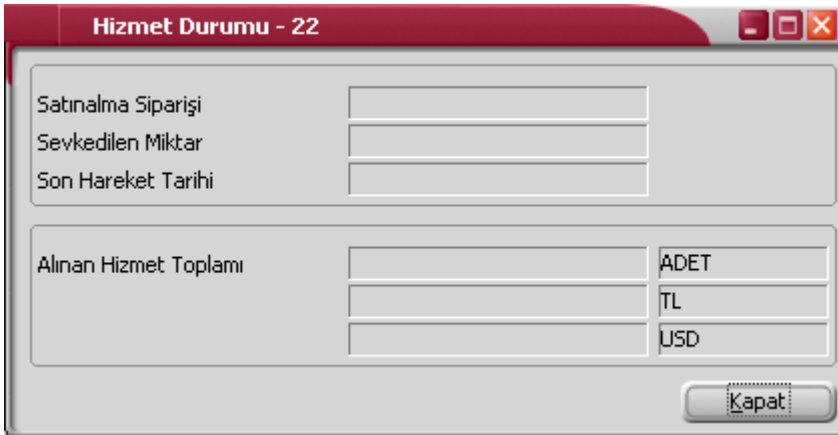 Hizmet Durumu - 22
Satınalma Siparişi
Sevkedilen Miktar
Son Hareket Tarihi
Alınan Hizmet Toplamı ADET
TL
USD
Kapat